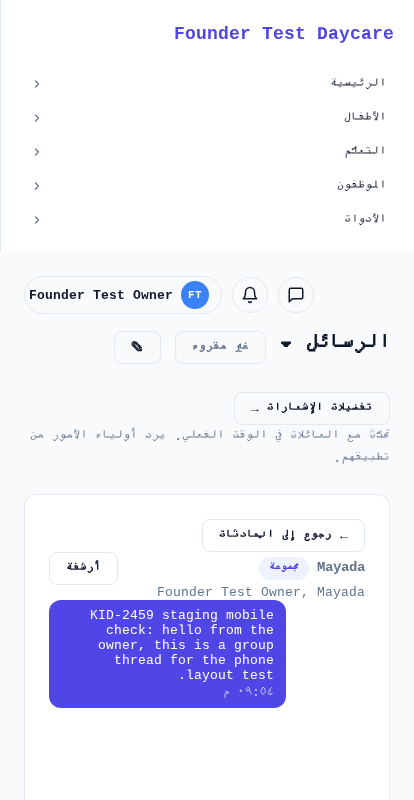 Founder Test Daycare
الرئيسية
الأطفال
التعلّم
الموظفون
الأدوات
Founder Test Owner FT
الرسائل
غير مقروء
تفضيلات الإشعارات →
تحدّث مع العائلات في الوقت الفعلي. يرد أولياء الأمور من
تطبيقهم.
← رجوع إلى المحادثات
Mayada مجموعة
أرشفة
Founder Test Owner, Mayada
KID-2459 staging mobile
check: hello from the
owner, this is a group
thread for the phone
layout test.
٠٩:٥٤ م